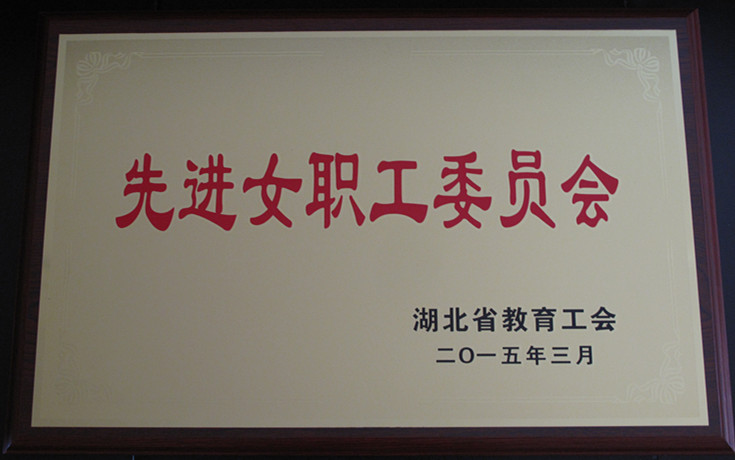 先进女职工委员会
湖北省教育工会
二〇一五年三月